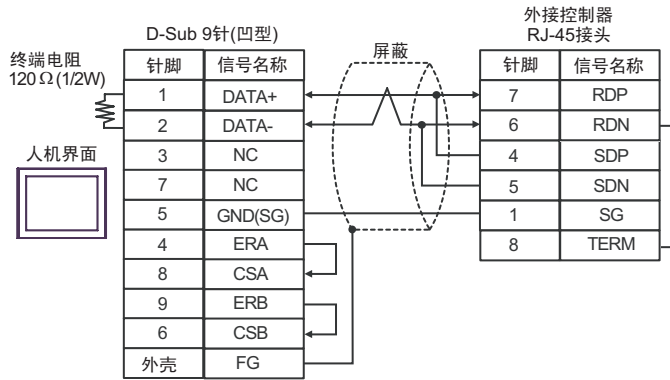 D-Sub 9针(凹型)
外接控制器
RJ-45接头
屏蔽
终端电阻
120Ω(1/2W)
人机界面
针脚 信号名称
1 DATA+
2 DATA-
3 NC
7 NC
5 GND(SG)
4 ERA
8 CSA
9 ERB
6 CSB
外壳 FG
针脚 信号名称
7 RDP
6 RDN
4 SDP
5 SDN
1 SG
8 TERM